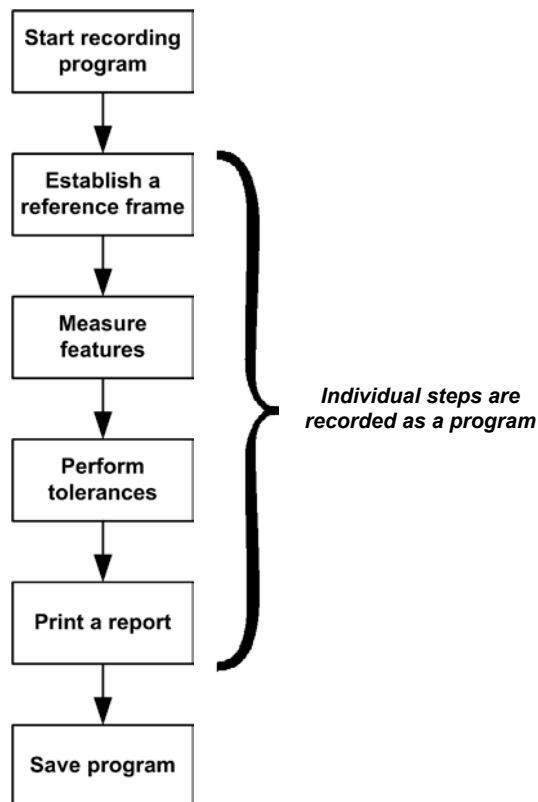 Start recording
program
Establish a
reference frame
Measure
features
Perform
tolerances
Print a report
Save program
Individual steps are
recorded as a program